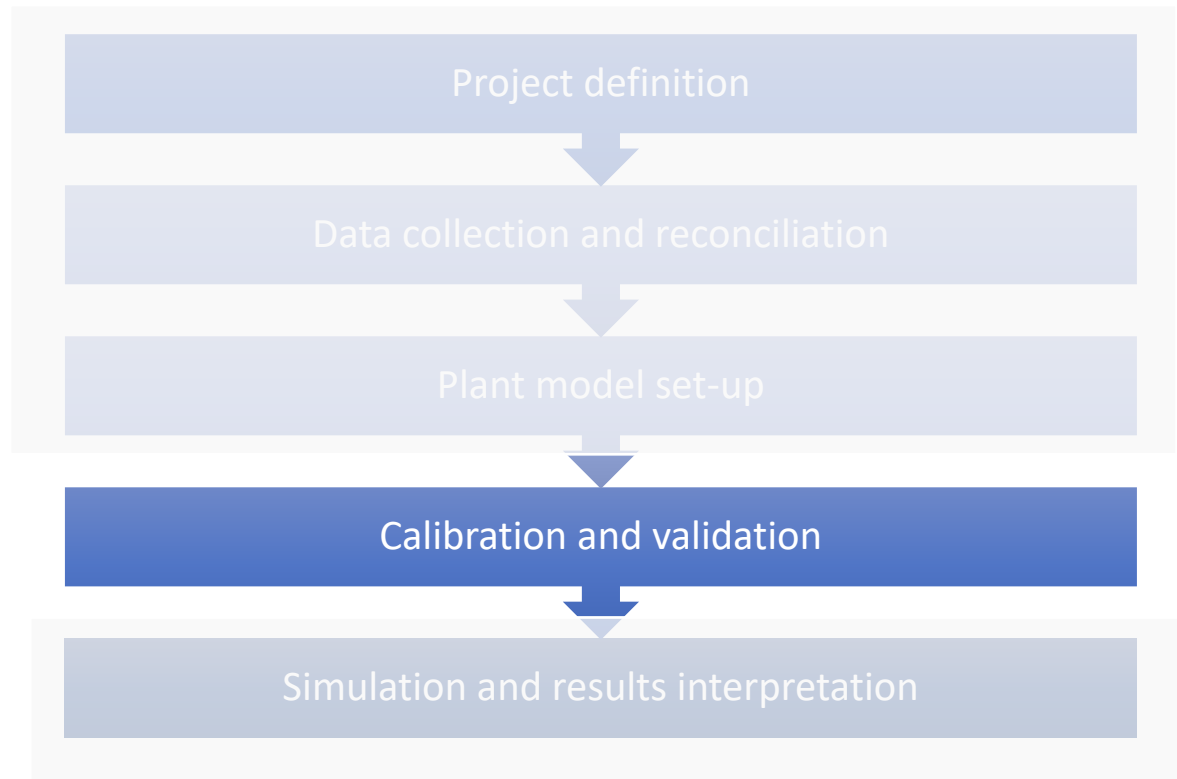 Project definition
Data collection and reconciliation
Plant model set-up
Calibration and validation
Simulation and results interpretation